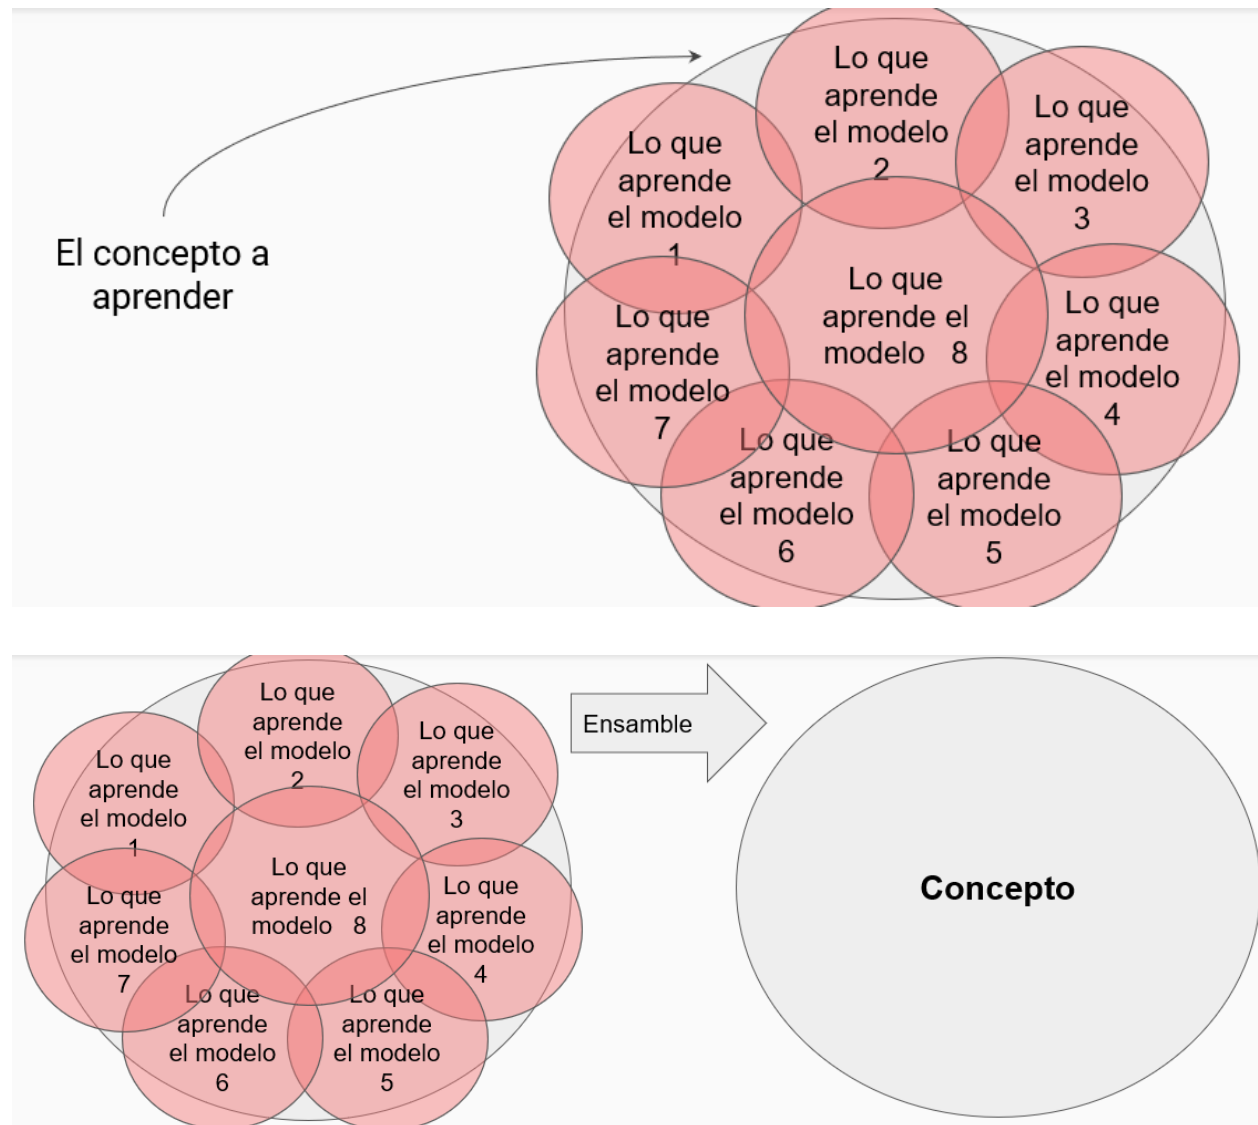 El concepto a
aprender
Lo que
aprende
el modelo
1
Lo que
aprende
el modelo
2
Lo que
aprende
el modelo
3
Lo que
aprende
el modelo
4
Lo que
aprende
el modelo
5
Lo que
aprende
el modelo
6
Lo que
aprende
el modelo
7
Lo que
aprende el
modelo 8
Lo que
aprende
el modelo
1
Lo que
aprende
el modelo
2
Lo que
aprende
el modelo
3
Lo que
aprende
el modelo
4
Lo que
aprende
el modelo
5
Lo que
aprende
el modelo
6
Lo que
aprende
el modelo
7
Lo que
aprende el
modelo 8
Ensamble
Concepto